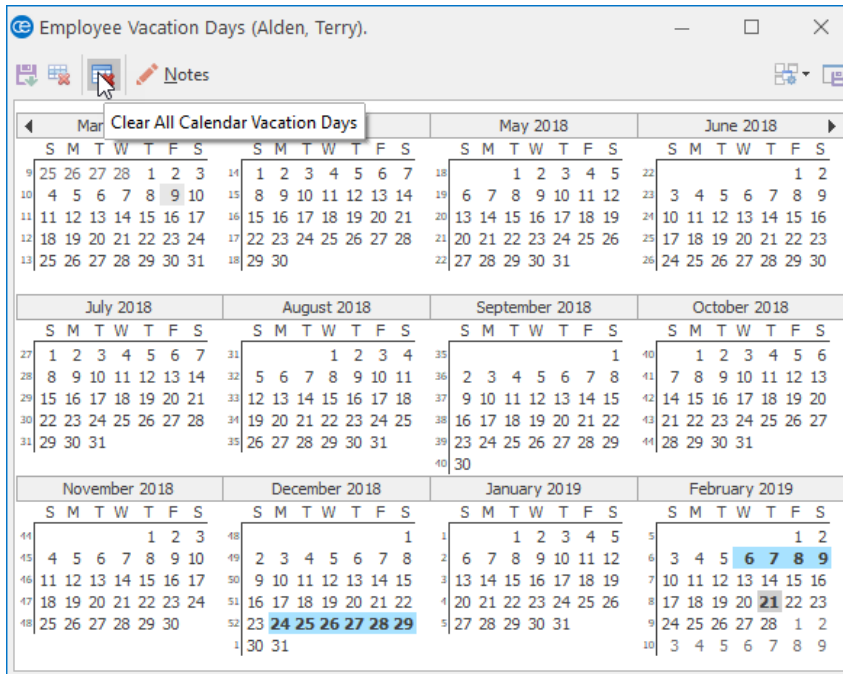 Employee Vacation Days (Alden, Terry).
Notes
Clear All Calendar Vacation Days
Mar May 2018 June 2018
S M T W T F S S M T W T F S S M T W T F S S M T W T F S
9 25 26 27 28 1 2 3 14 1 2 3 4 5 6 7 18 1 2 3 4 5 22 1 2
10 4 5 6 7 8 9 10 15 8 9 10 11 12 13 14 19 6 7 8 9 10 11 12 23 3 4 5 6 7 8 9
11 11 12 13 14 15 16 17 16 15 16 17 18 19 20 21 20 13 14 15 16 17 18 19 24 10 11 12 13 14 15 16
12 18 19 20 21 22 23 24 17 22 23 24 25 26 27 28 21 20 21 22 23 24 25 26 25 17 18 19 20 21 22 23
13 25 26 27 28 29 30 31 18 29 30 22 27 28 29 30 31 26 24 25 26 27 28 29 30
July 2018 August 2018 September 2018 October 2018
S M T W T F S S M T W T F S S M T W T F S S M T W T F S
27 1 2 3 4 5 6 7 31 1 2 3 4 35 1 40 1 2 3 4 5 6
28 8 9 10 11 12 13 14 32 5 6 7 8 9 10 11 36 2 3 4 5 6 7 8 41 7 8 9 10 11 12 13
29 15 16 17 18 19 20 21 33 12 13 14 15 16 17 18 37 9 10 11 12 13 14 15 42 14 15 16 17 18 19 20
30 22 23 24 25 26 27 28 34 19 20 21 22 23 24 25 38 16 17 18 19 20 21 22 43 21 22 23 24 25 26 27
31 29 30 31 35 26 27 28 29 30 31 39 23 24 25 26 27 28 29 44 28 29 30 31
40 30
November 2018 December 2018 January 2019 February 2019
S M T W T F S S M T W T F S S M T W T F S S M T W T F S
44 1 2 3 48 1 1 1 2 3 4 5 5 1 2
45 4 5 6 7 8 9 10 49 2 3 4 5 6 7 8 2 6 7 8 9 10 11 12 6 3 4 5 6 7 8 9
46 11 12 13 14 15 16 17 50 9 10 11 12 13 14 15 3 13 14 15 16 17 18 19 7 10 11 12 13 14 15 16
47 18 19 20 21 22 23 24 51 16 17 18 19 20 21 22 4 20 21 22 23 24 25 26 8 17 18 19 20 21 22 23
48 25 26 27 28 29 30 52 23 24 25 26 27 28 29 5 27 28 29 30 31 9 24 25 26 27 28 1 2
1 30 31 10 3 4 5 6 7 8 9